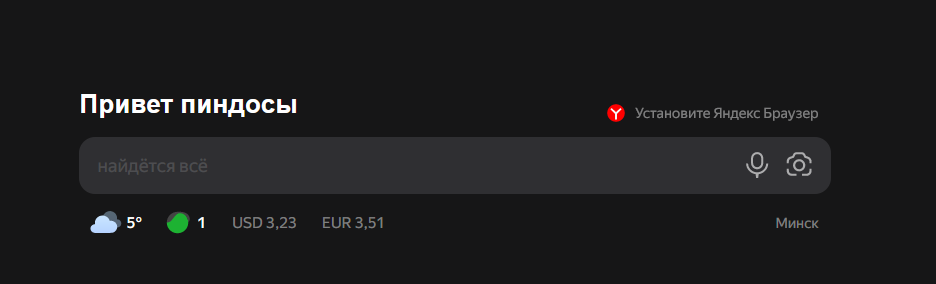 Привет пиндосы
Установите Яндекс Браузер
найдётся всё
5° 1 USD 3,23 EUR 3,51 Минск